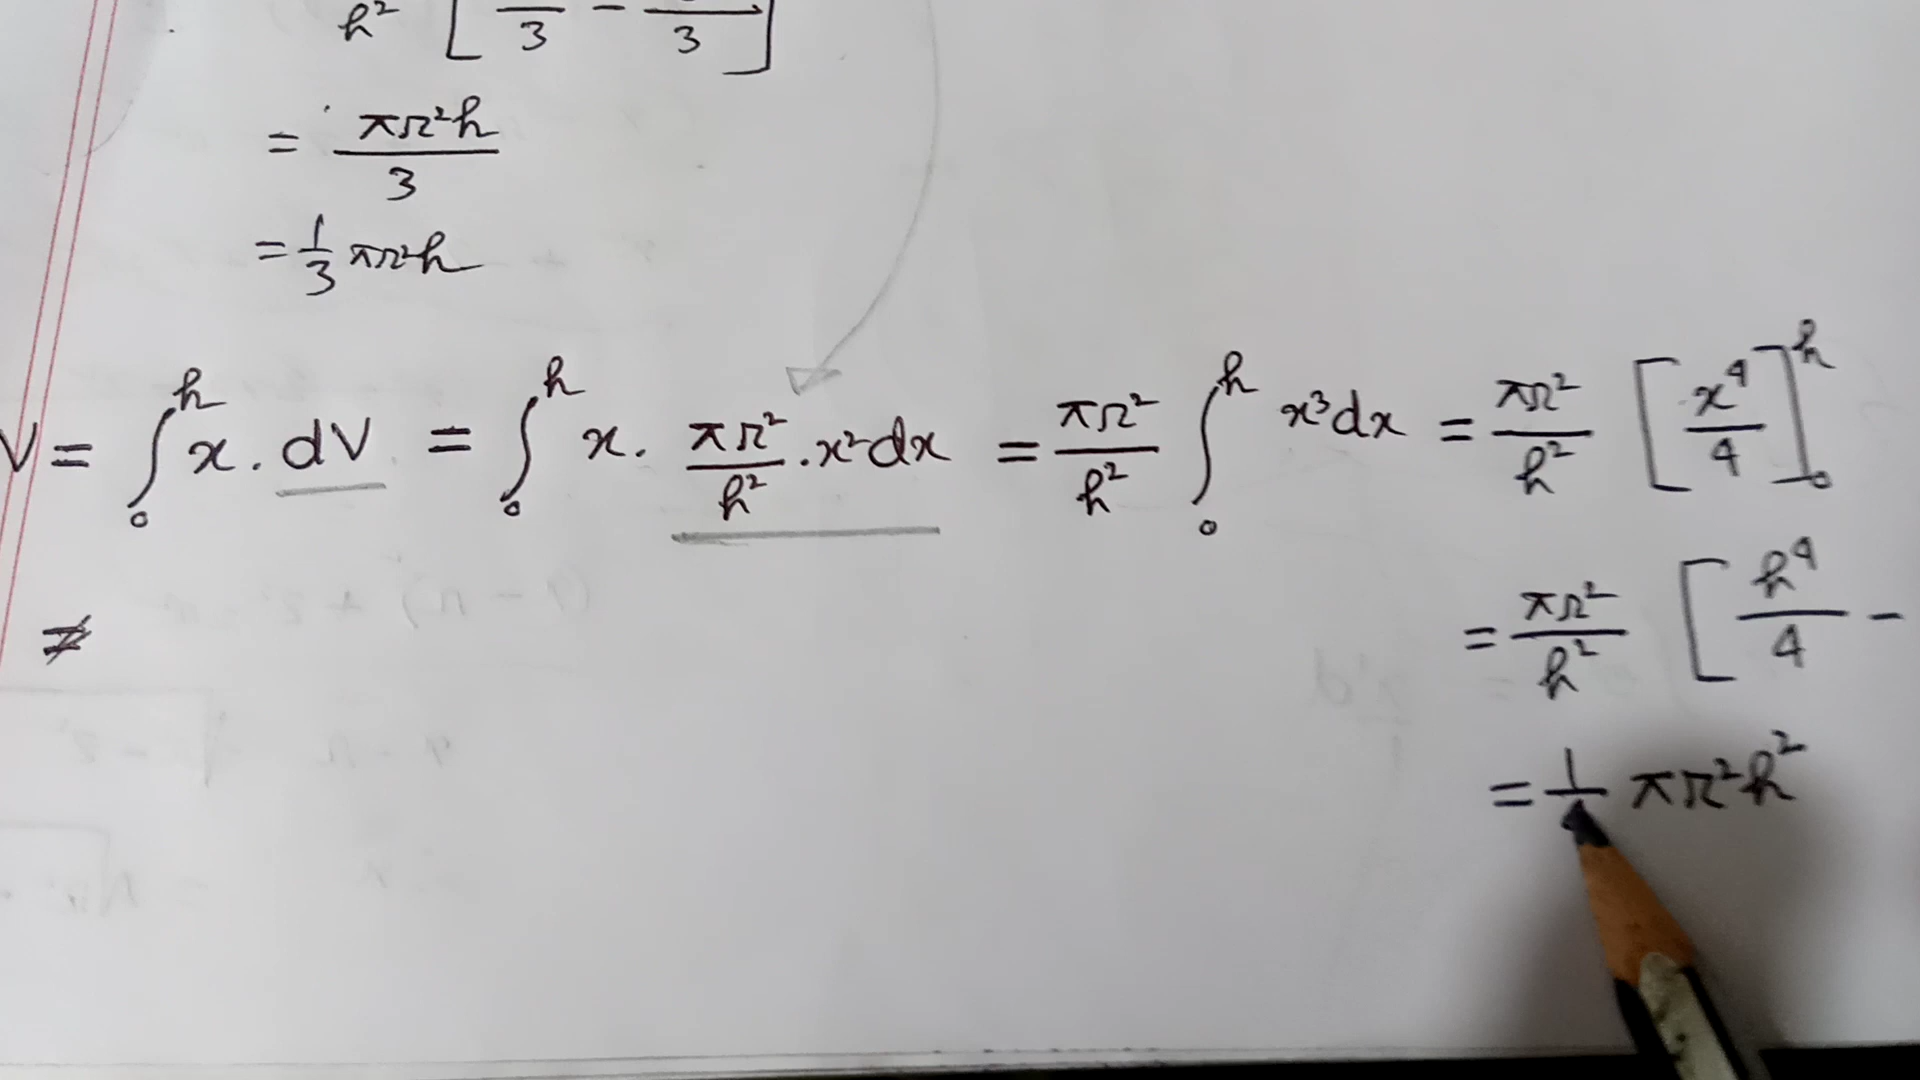 h² [ /3 - /3 ]
= πr²h/3
= 1/3 πr²h
V = ∫₀ʰ x . dV = ∫₀ʰ x . πr²/h² . x² dx = πr²/h² ∫₀ʰ x³ dx = πr²/h² [x⁴/4]₀ʰ
= πr²/h² [h⁴/4 -
= 1/4 πr²h²